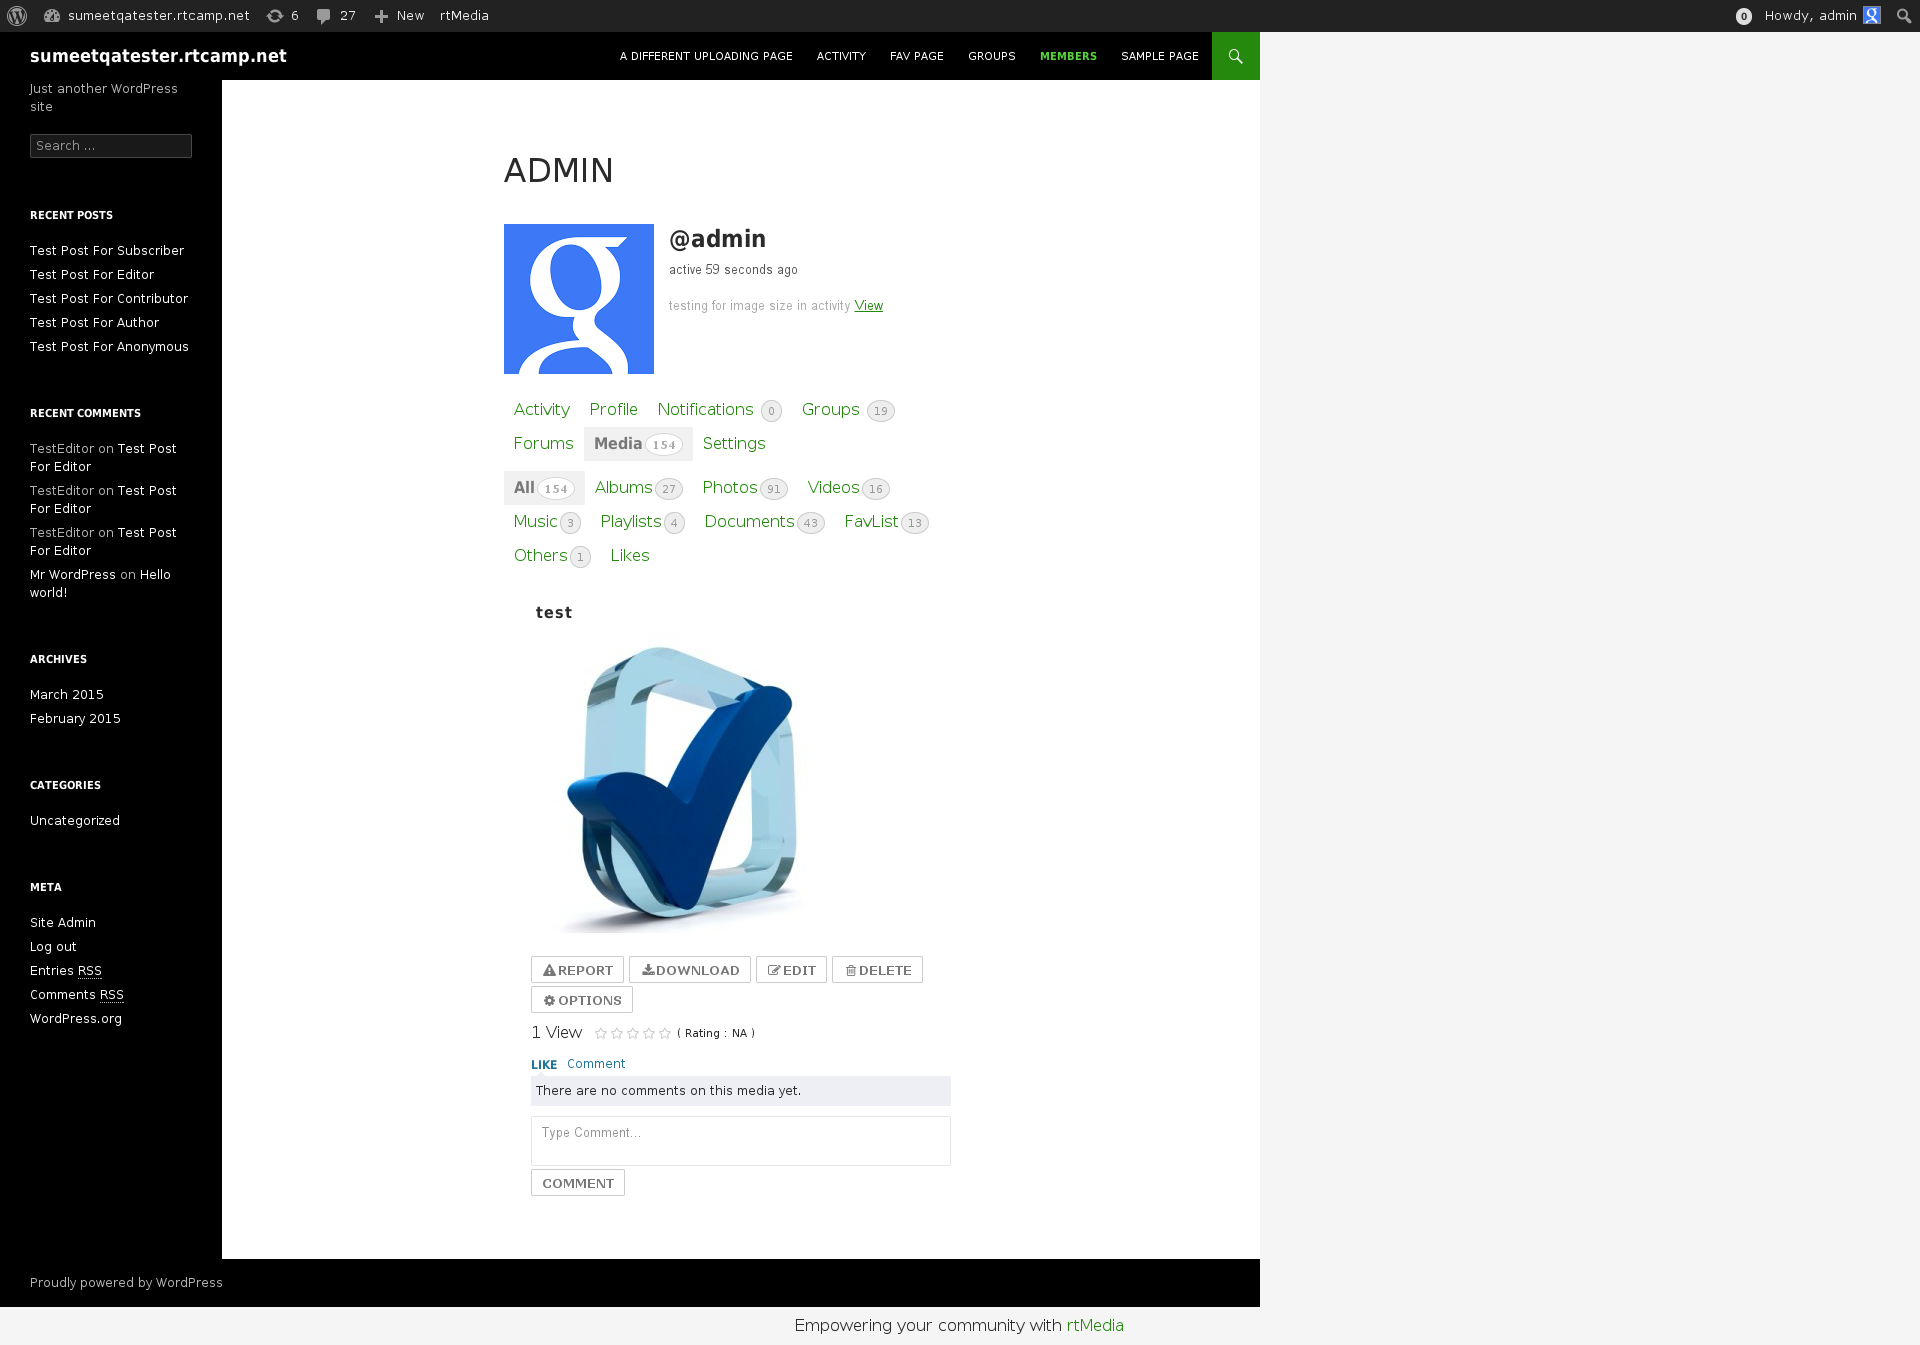 sumeetqatester.rtcamp.net 6 27 New rtMedia 0 Howdy, admin
sumeetqatester.rtcamp.net A DIFFERENT UPLOADING PAGE ACTIVITY FAV PAGE GROUPS MEMBERS SAMPLE PAGE
Just another WordPress
site
Search ...
RECENT POSTS
Test Post For Subscriber
Test Post For Editor
Test Post For Contributor
Test Post For Author
Test Post For Anonymous
RECENT COMMENTS
TestEditor on Test Post
For Editor
TestEditor on Test Post
For Editor
TestEditor on Test Post
For Editor
Mr WordPress on Hello
world!
ARCHIVES
March 2015
February 2015
CATEGORIES
Uncategorized
META
Site Admin
Log out
Entries RSS
Comments RSS
WordPress.org
ADMIN
@admin
active 59 seconds ago
testing for image size in activity View
Activity Profile Notifications 0 Groups 19
Forums Media 154 Settings
All 154 Albums 27 Photos 91 Videos 16
Music 3 Playlists 4 Documents 43 FavList 13
Others 1 Likes
test
REPORT DOWNLOAD EDIT DELETE
OPTIONS
1 View ( Rating : NA )
LIKE Comment
There are no comments on this media yet.
Type Comment...
COMMENT
Proudly powered by WordPress
Empowering your community with rtMedia